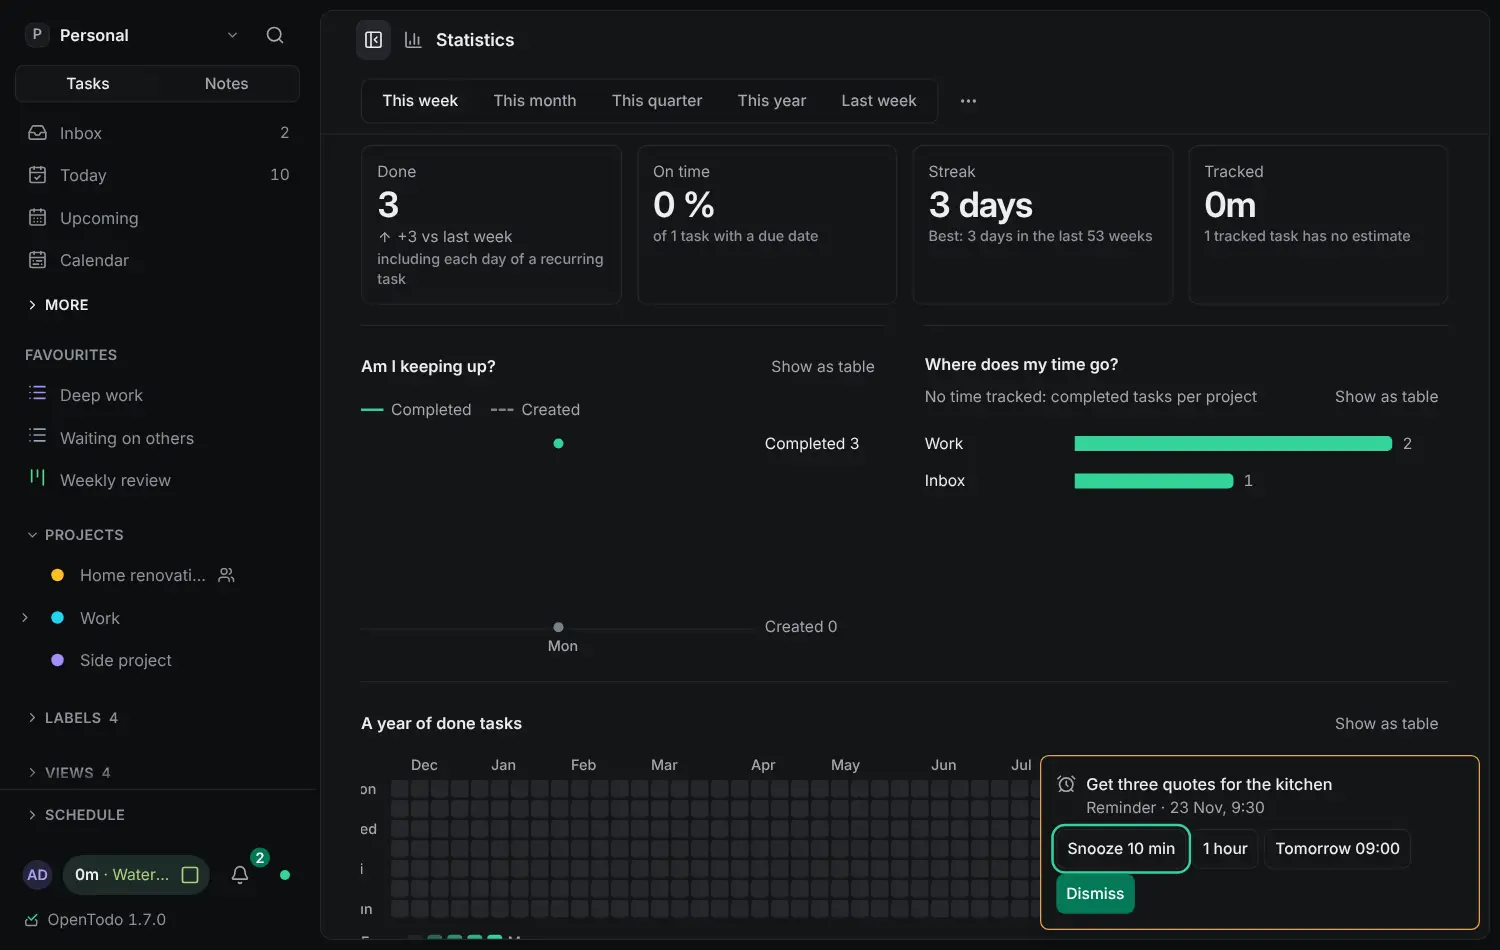 P Personal
Tasks Notes
Inbox 2
Today 10
Upcoming
Calendar
MORE
FAVOURITES
Deep work
Waiting on others
Weekly review
PROJECTS
Home renovati...
Work
Side project
LABELS 4
VIEWS 4
SCHEDULE
AD 0m · Water... 2
OpenTodo 1.7.0
Statistics
This week This month This quarter This year Last week ...
Done
3
↑ +3 vs last week
including each day of a recurring
task
On time
0 %
of 1 task with a due date
Streak
3 days
Best: 3 days in the last 53 weeks
Tracked
0m
1 tracked task has no estimate
Am I keeping up? Show as table
Completed Created
Completed 3
Created 0
Mon
Where does my time go?
No time tracked: completed tasks per project Show as table
Work 2
Inbox 1
A year of done tasks Show as table
Dec Jan Feb Mar Apr May Jun Jul
on
ed
i
un
Get three quotes for the kitchen
Reminder · 23 Nov, 9:30
Snooze 10 min 1 hour Tomorrow 09:00
Dismiss